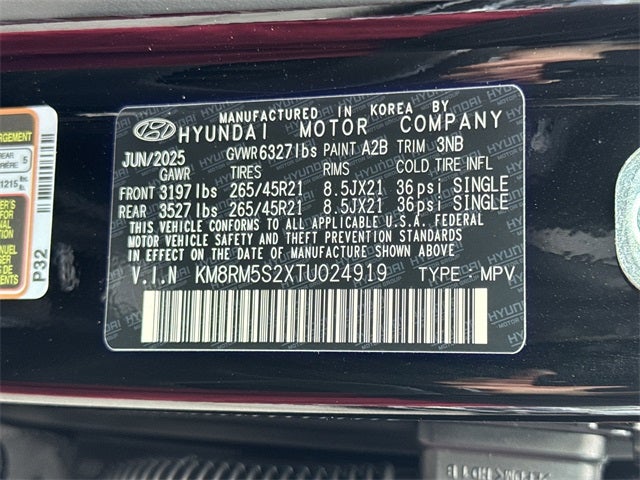 MANUFACTURED IN KOREA BY
HYUNDAI MOTOR COMPANY
JUN/2025 GVWR 6327lbs PAINT A2B TRIM 3NB
GAWR TIRES RIMS COLD TIRE INFL
FRONT 3197lbs 265/45R21 8.5JX21 36psi SINGLE
REAR 3527lbs 265/45R21 8.5JX21 36psi SINGLE
THIS VEHICLE CONFORMS TO ALL APPLICABLE U.S.A. FEDERAL
MOTOR VEHICLE SAFETY, BUMPER, AND THEFT PREVENTION STANDARDS
IN EFFECT ON THE DATE OF MANUFACTURE SHOWN ABOVE.
V.I.N KM8RM5S2XTU024919 TYPE : MPV
P32